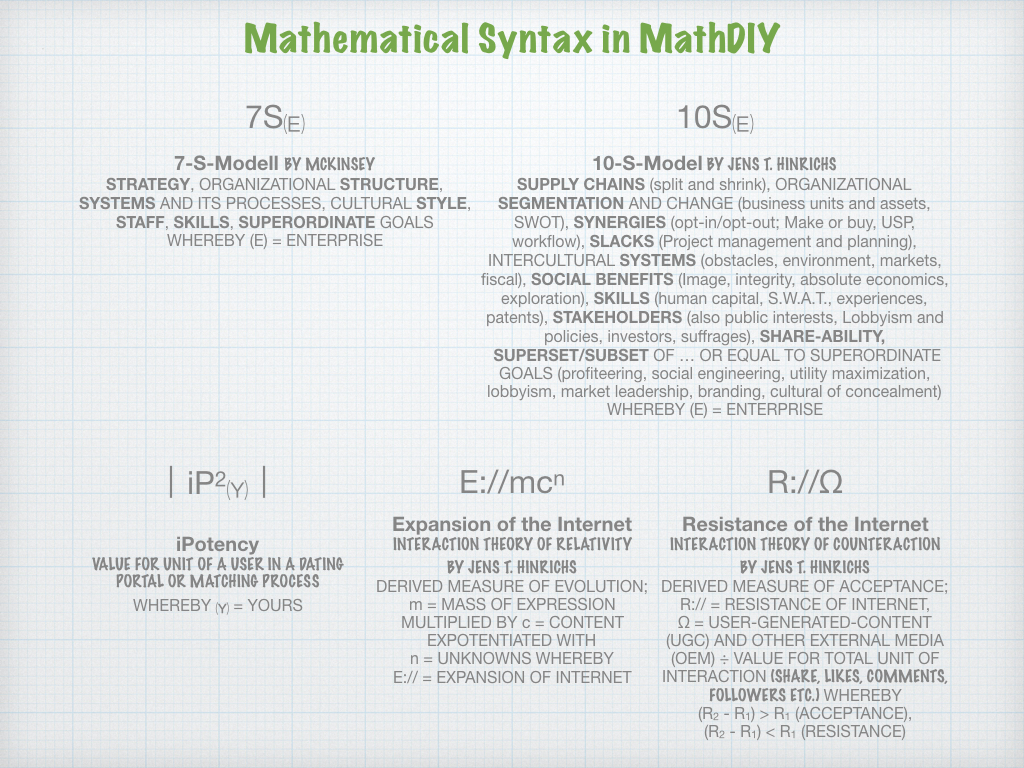 Mathematical Syntax in MathDIY
7S(E)
7-S-Modell BY MCKINSEY
STRATEGY, ORGANIZATIONAL STRUCTURE,
SYSTEMS AND ITS PROCESSES, CULTURAL STYLE,
STAFF, SKILLS, SUPERORDINATE GOALS
WHEREBY (E) = ENTERPRISE
10S(E)
10-S-Model BY JENS T. HINRICHS
SUPPLY CHAINS (split and shrink), ORGANIZATIONAL
SEGMENTATION AND CHANGE (business units and assets,
SWOT), SYNERGIES (opt-in/opt-out; Make or buy, USP,
workflow), SLACKS (Project management and planning),
INTERCULTURAL SYSTEMS (obstacles, environment, markets,
fiscal), SOCIAL BENEFITS (Image, integrity, absolute economics,
exploration), SKILLS (human capital, S.W.A.T., experiences,
patents), STAKEHOLDERS (also public interests, Lobbyism and
policies, investors, suffrages), SHARE-ABILITY,
SUPERSET/SUBSET OF … OR EQUAL TO SUPERORDINATE
GOALS (profiteering, social engineering, utility maximization,
lobbyism, market leadership, branding, cultural of concealment)
WHEREBY (E) = ENTERPRISE
| iP²(Y) |
iPotency
VALUE FOR UNIT OF A USER IN A DATING
PORTAL OR MATCHING PROCESS
WHEREBY (Y) = YOURS
E://mcⁿ
Expansion of the Internet
INTERACTION THEORY OF RELATIVITY
BY JENS T. HINRICHS
DERIVED MEASURE OF EVOLUTION;
m = MASS OF EXPRESSION
MULTIPLIED BY c = CONTENT
EXPOTENTIATED WITH
n = UNKNOWNS WHEREBY
E:// = EXPANSION OF INTERNET
R://Ω
Resistance of the Internet
INTERACTION THEORY OF COUNTERACTION
BY JENS T. HINRICHS
DERIVED MEASURE OF ACCEPTANCE;
R:// = RESISTANCE OF INTERNET,
Ω = USER-GENERATED-CONTENT
(UGC) AND OTHER EXTERNAL MEDIA
(OEM) ÷ VALUE FOR TOTAL UNIT OF
INTERACTION (SHARE, LIKES, COMMENTS,
FOLLOWERS ETC.) WHEREBY
(R₂ - R₁) > R₁ (ACCEPTANCE),
(R₂ - R₁) < R₁ (RESISTANCE)